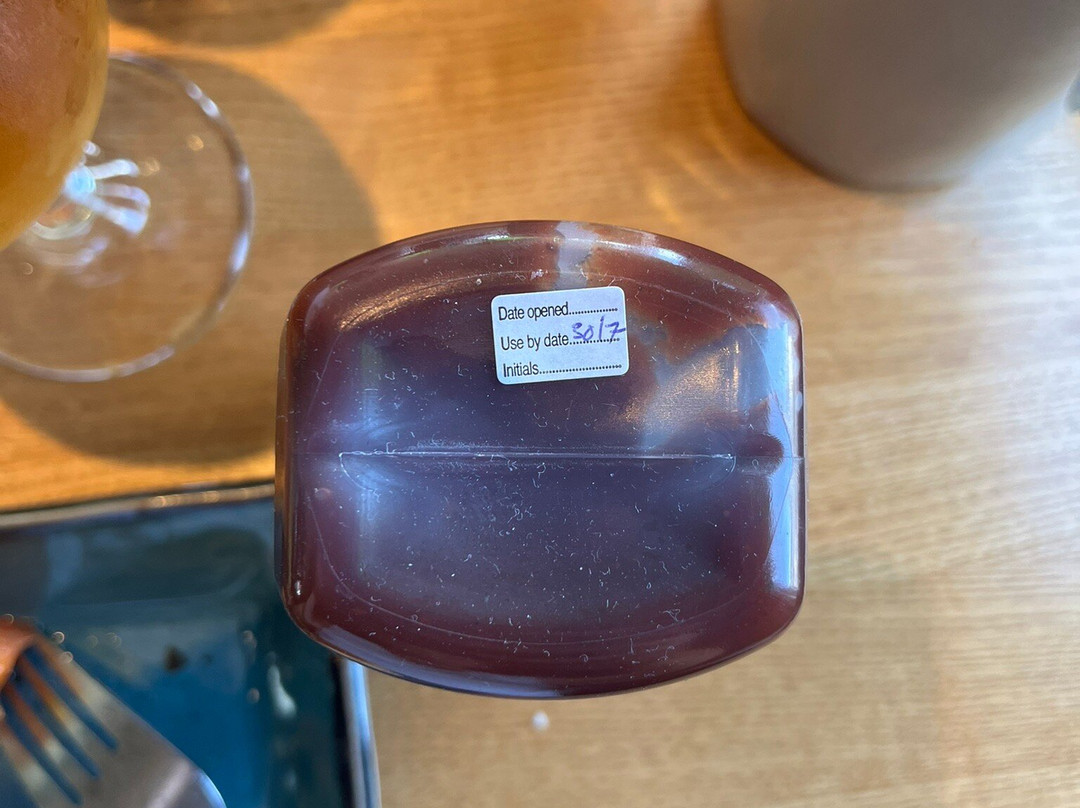 Date opened................
Use by date. 30/7
Initials...........................